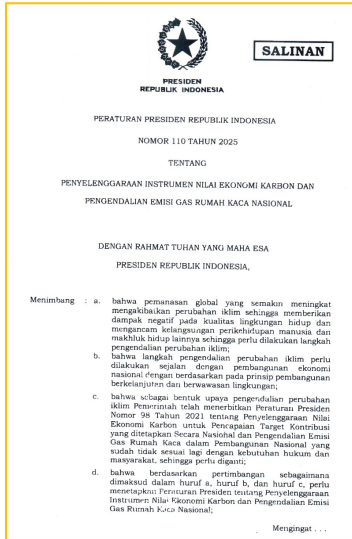 SALINAN
PRESIDEN
REPUBLIK INDONESIA
PERATURAN PRESIDEN REPUBLIK INDONESIA
NOMOR 110 TAHUN 2025
TENTANG
PENYELENGGARAAN INSTRUMEN NILAI EKONOMI KARBON DAN
PENGENDALIAN EMISI GAS RUMAH KACA NASIONAL
DENGAN RAHMAT TUHAN YANG MAHA ESA
PRESIDEN REPUBLIK INDONESIA,
Menimbang : a. bahwa pemanasan global yang semakin meningkat
mengakibaikan perubahan iklim sehingga memberikan
dampak negatif pada kualitas lingkungan hidup dan
mengancam kelangsungan perikehidupan manusia dan
makhluk hidup lainnya sehingga perlu dilakukan langkah
pengendalian perubahan iklim;
b. bahwa langkah pengendalian perubahan iklim perlu
dilakukan sejalan dengan pembangunan ekonomi
nasional dengan berdasarkan pada prinsip pembangunan
berkelanjutan dan berwawasan lingkungan;
c. bahwa sebagai bentuk upaya pengendalian perubahan
iklim Pemerintah telah menerbitkan Peraturan Presiden
Nomor 98 Tahun 2021 tentang Penyelenggaraan Nilai
Ekonomi Karbon untuk Pencapaian Target Kontribusi
yang ditetapkan Secara Nasional dan Pengendalian Emisi
Gas Rumah Kaca dalam Pembangunan Nasional yang
sudah tidak sesuai lagi dengan kebutuhan hukum dan
masyarakat, sehingga perlu diganti;
d. bahwa berdasarkan pertimbangan sebagaimana
dimaksud dalam huruf a, huruf b, dan huruf c, perlu
menetapkan Peraturan Presiden tentang Penyelenggaraan
Instrumen Nilai Ekonomi Karbon dan Pengendalian Emisi
Gas Rumah Kaca Nasional;
Mengingat . . .